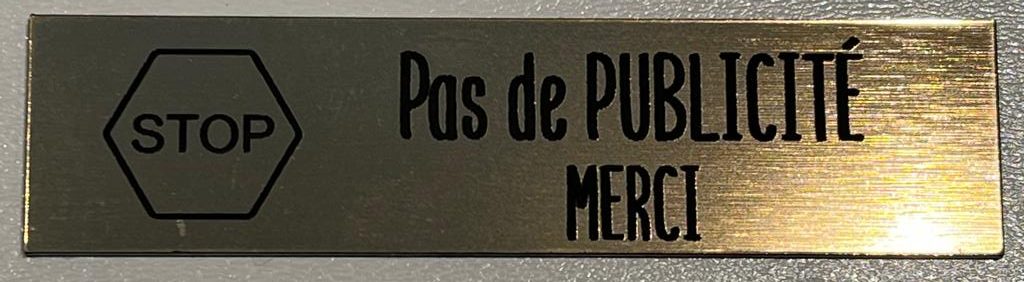 STOP
Pas de PUBLICITÉ
MERCI